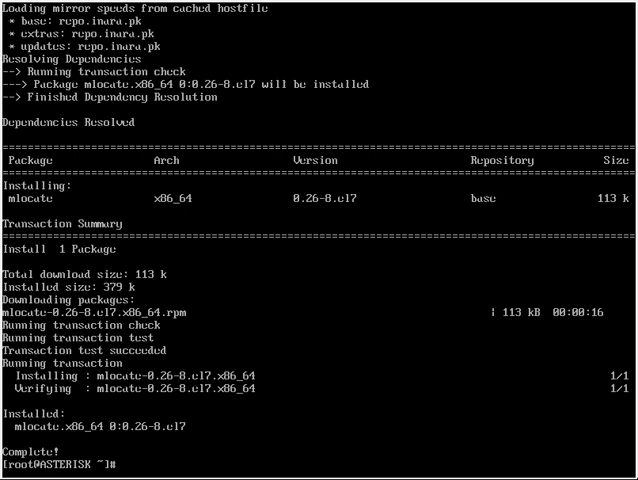 Loading mirror speeds from cached hostfile
 * base: repo.inara.pk
 * extras: repo.inara.pk
 * updates: repo.inara.pk
Resolving Dependencies
--> Running transaction check
---> Package mlocate.x86_64 0:0.26-8.el7 will be installed
--> Finished Dependency Resolution

Dependencies Resolved

================================================================================
 Package                Arch                Version                Repository                Size
================================================================================
Installing:
 mlocate                x86_64              0.26-8.el7             base                     113 k

Transaction Summary
================================================================================
Install  1 Package

Total download size: 113 k
Installed size: 379 k
Downloading packages:
mlocate-0.26-8.el7.x86_64.rpm                              | 113 kB  00:00:16
Running transaction check
Running transaction test
Transaction test succeeded
Running transaction
  Installing : mlocate-0.26-8.el7.x86_64                                     1/1
  Verifying  : mlocate-0.26-8.el7.x86_64                                     1/1

Installed:
  mlocate.x86_64 0:0.26-8.el7

Complete!
[root@ASTERISK ~]#